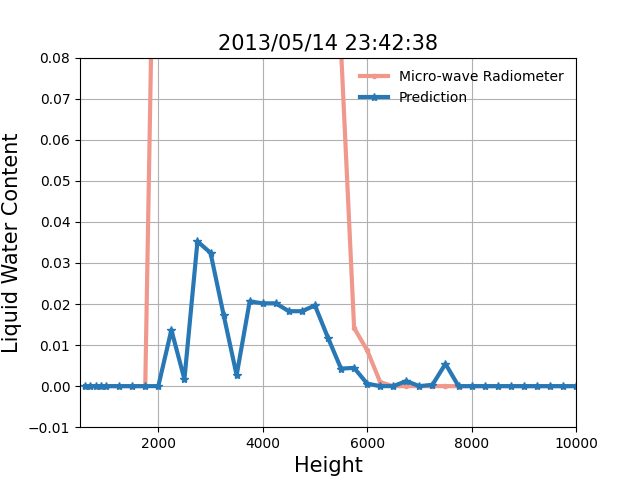 2013/05/14 23:42:38
Micro-wave Radiometer
Prediction
Liquid Water Content
0.08
0.07
0.06
0.05
0.04
0.03
0.02
0.01
0.00
−0.01
2000 4000 6000 8000 10000
Height